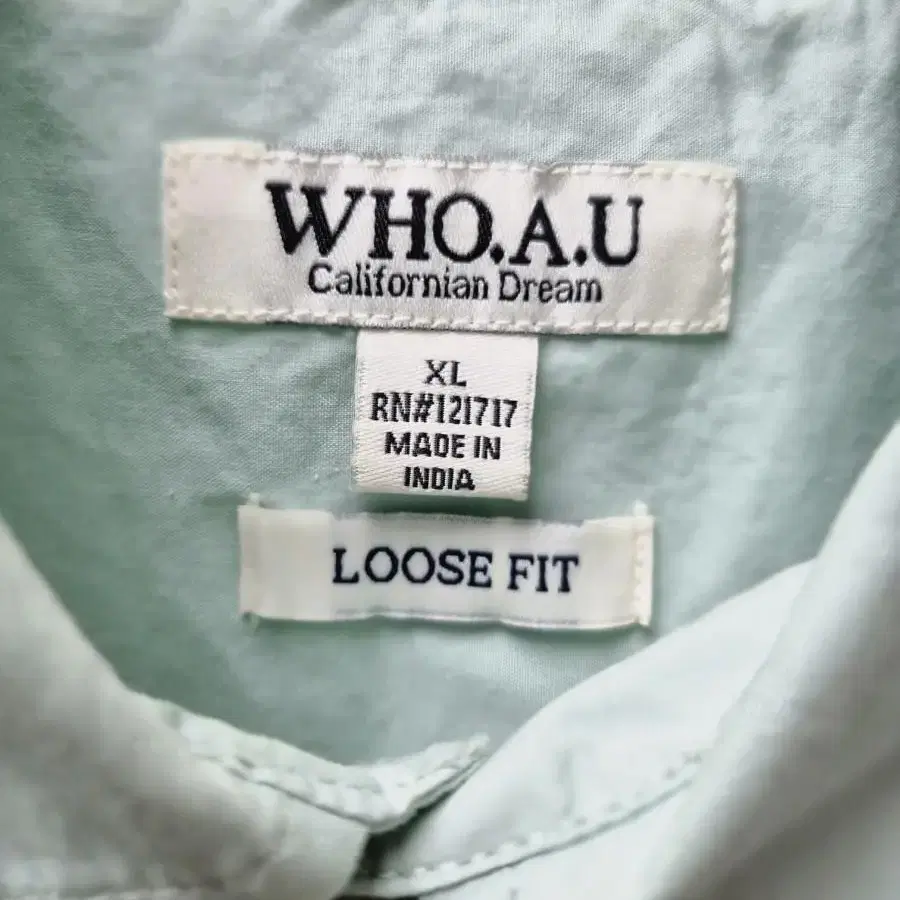 WHO.A.U
Californian Dream
XL
RN#121717
MADE IN
INDIA
LOOSE FIT